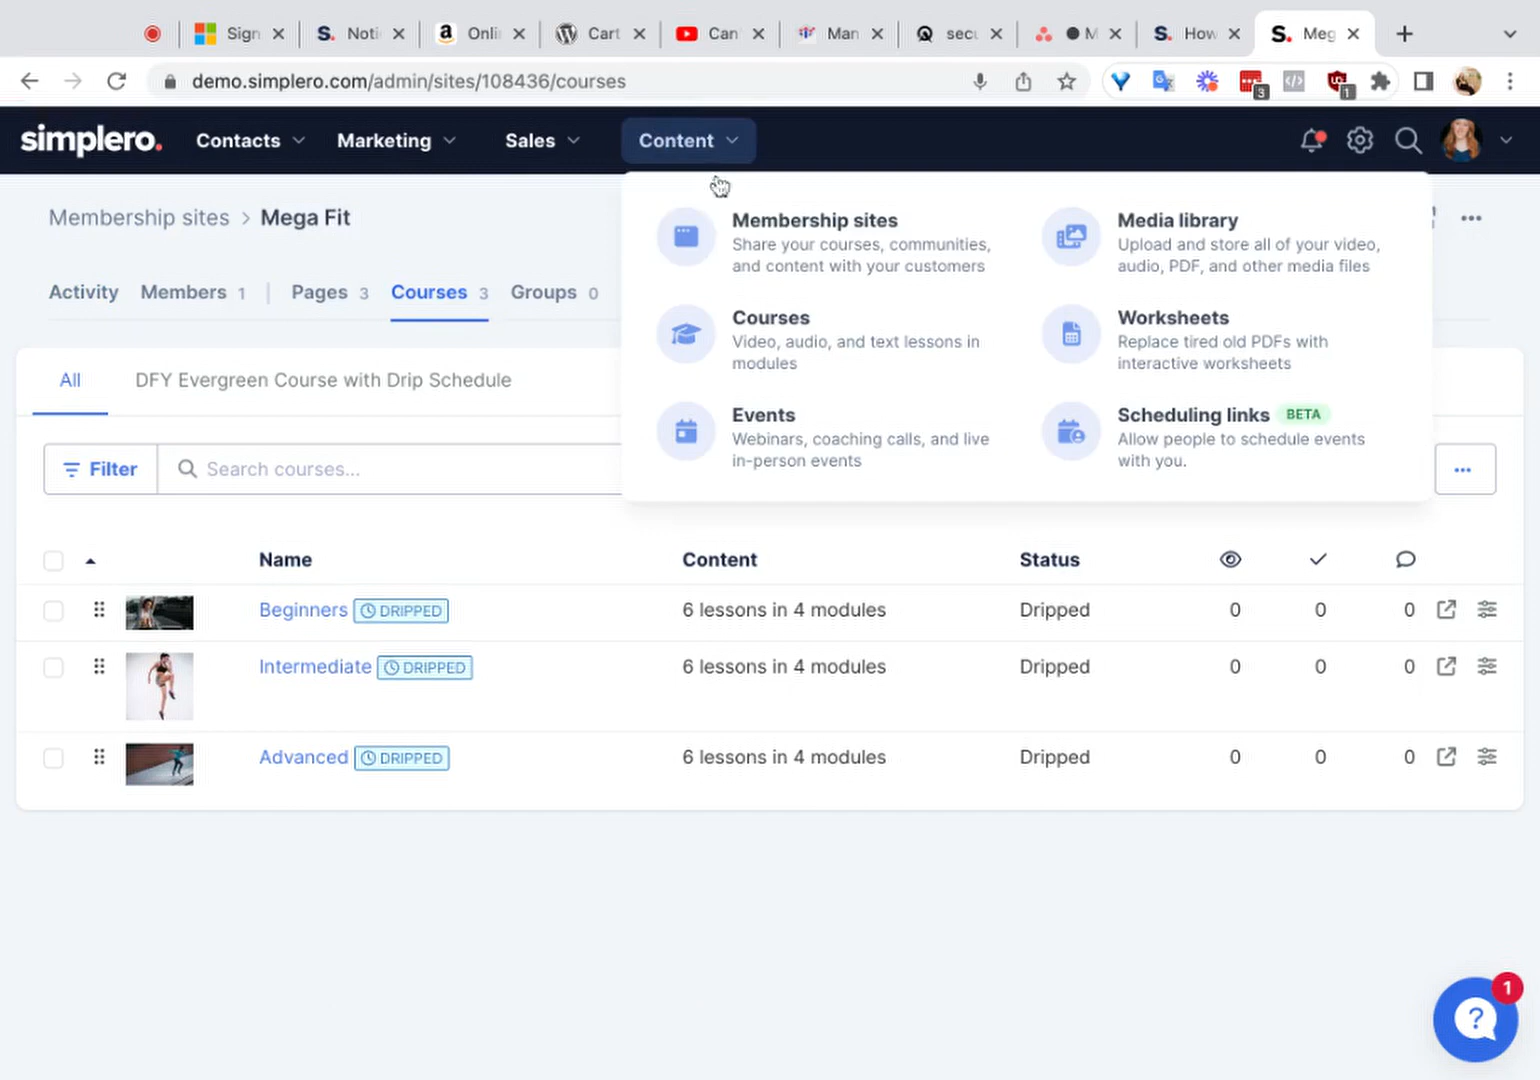 Sign
Noti
Onli
Cart
Can
Man
secu
M
How
Meg
demo.simplero.com/admin/sites/108436/courses
3
1
simplero.
Contacts
Marketing
Sales
Content
Membership sites > Mega Fit
Membership sites
Share your courses, communities,
and content with your customers
Media library
Upload and store all of your video,
audio, PDF, and other media files
Activity
Members 1
Pages 3
Courses 3
Groups 0
Courses
Video, audio, and text lessons in
modules
Worksheets
Replace tired old PDFs with
interactive worksheets
All
DFY Evergreen Course with Drip Schedule
Events
Webinars, coaching calls, and live
in-person events
Scheduling links BETA
Allow people to schedule events
with you.
Filter
Search courses...
Name
Content
Status
Beginners DRIPPED 6 lessons in 4 modules Dripped 0 0 0
Intermediate DRIPPED 6 lessons in 4 modules Dripped 0 0 0
Advanced DRIPPED 6 lessons in 4 modules Dripped 0 0 0
1
?